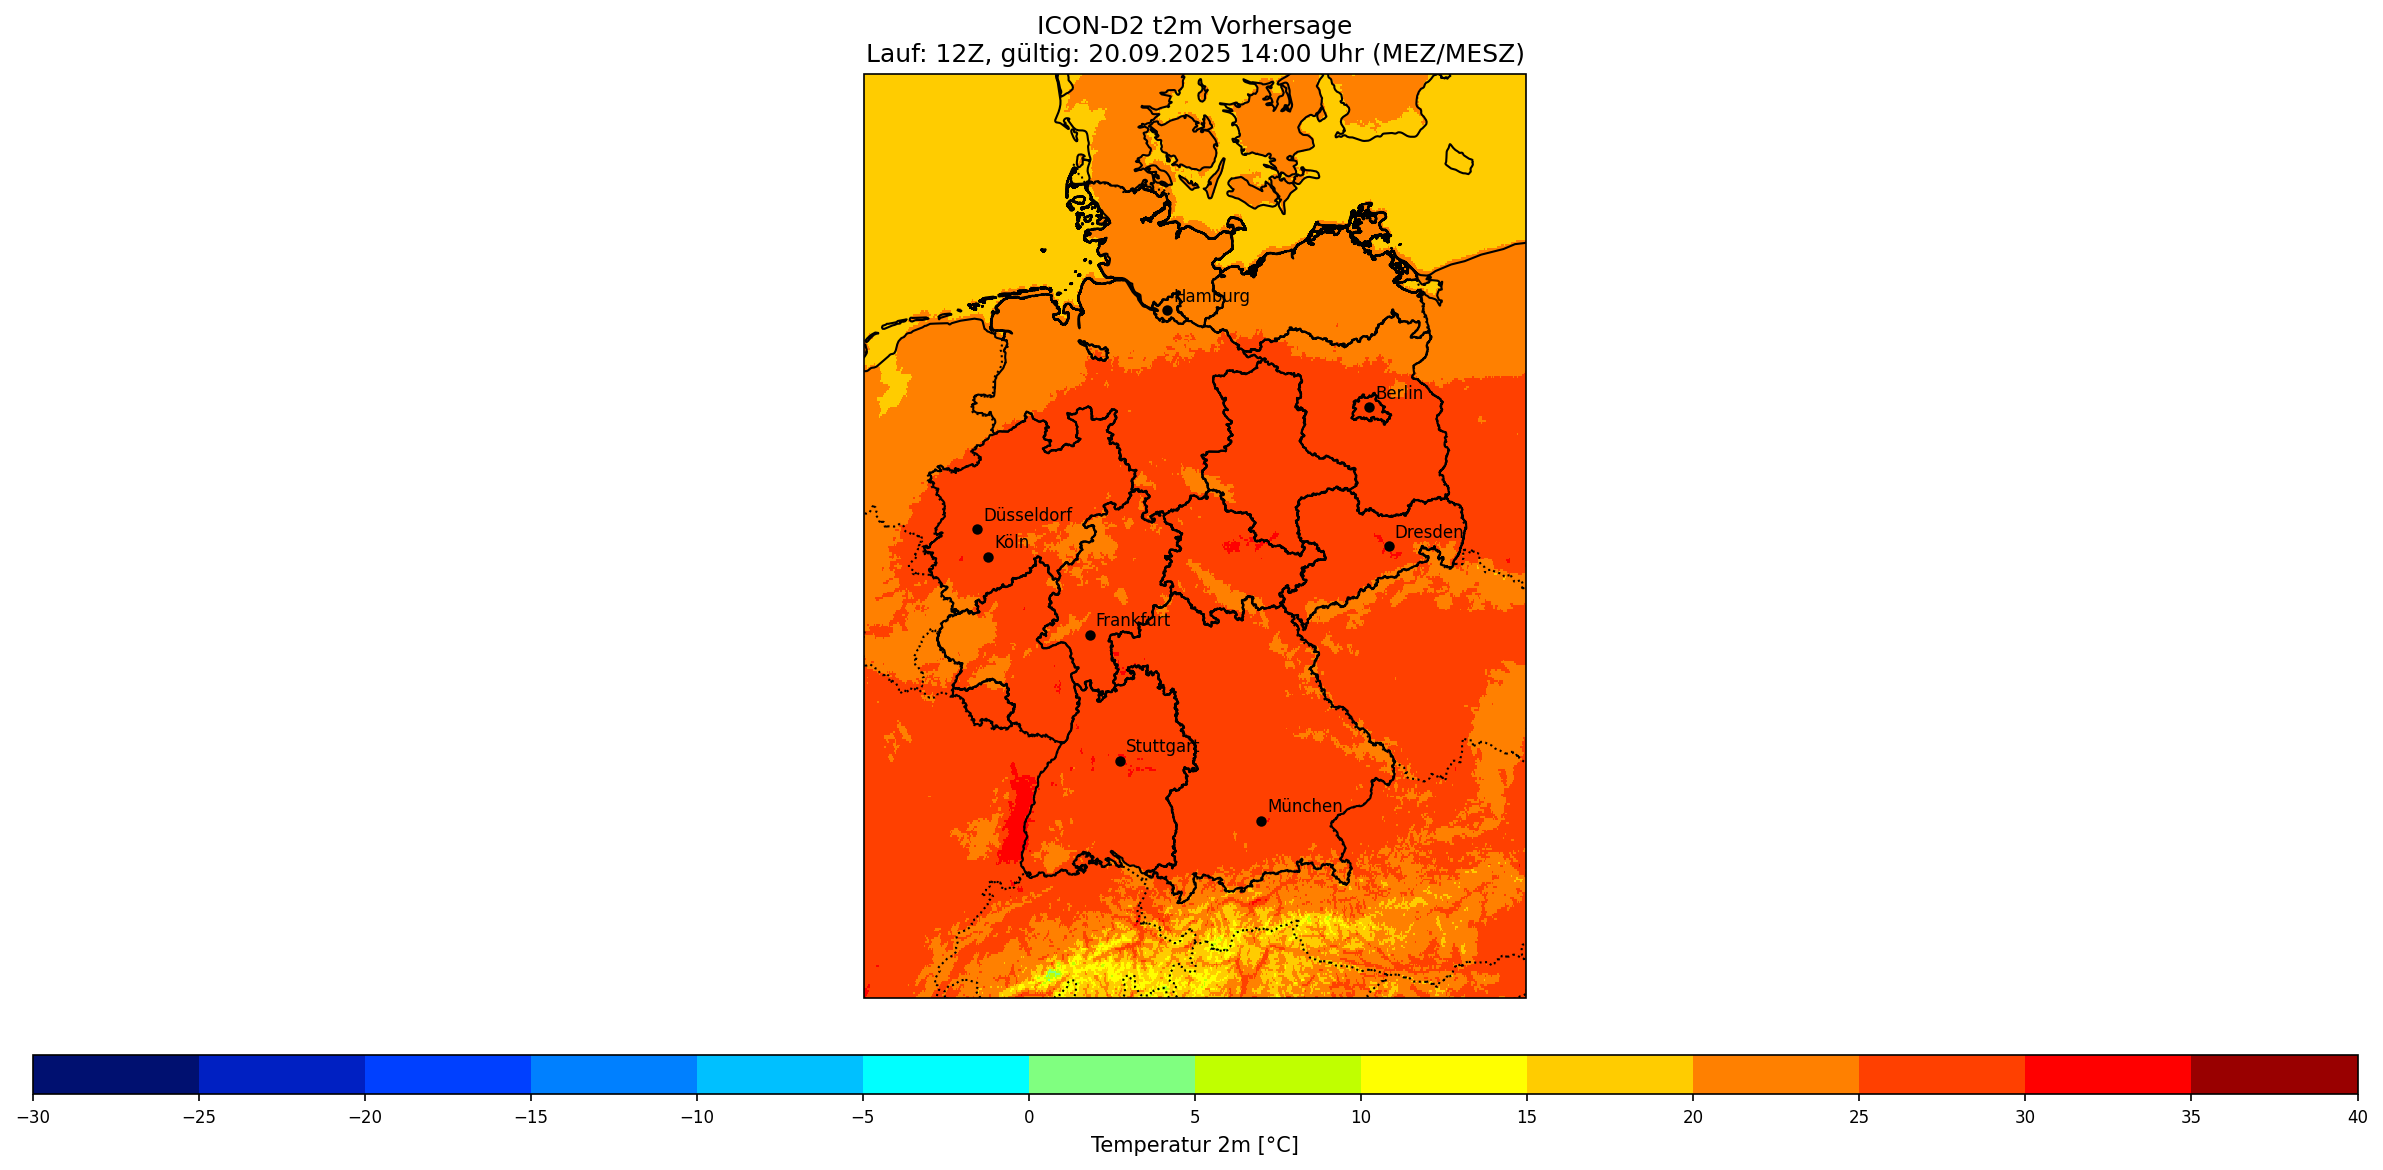 ICON-D2 t2m Vorhersage
Lauf: 12Z, gültig: 20.09.2025 14:00 Uhr (MEZ/MESZ)
Hamburg
Berlin
Düsseldorf
Dresden
Köln
Frankfurt
Stuttgart
München
−30 −25 −20 −15 −10 −5 0 5 10 15 20 25 30 35 40
Temperatur 2m [°C]